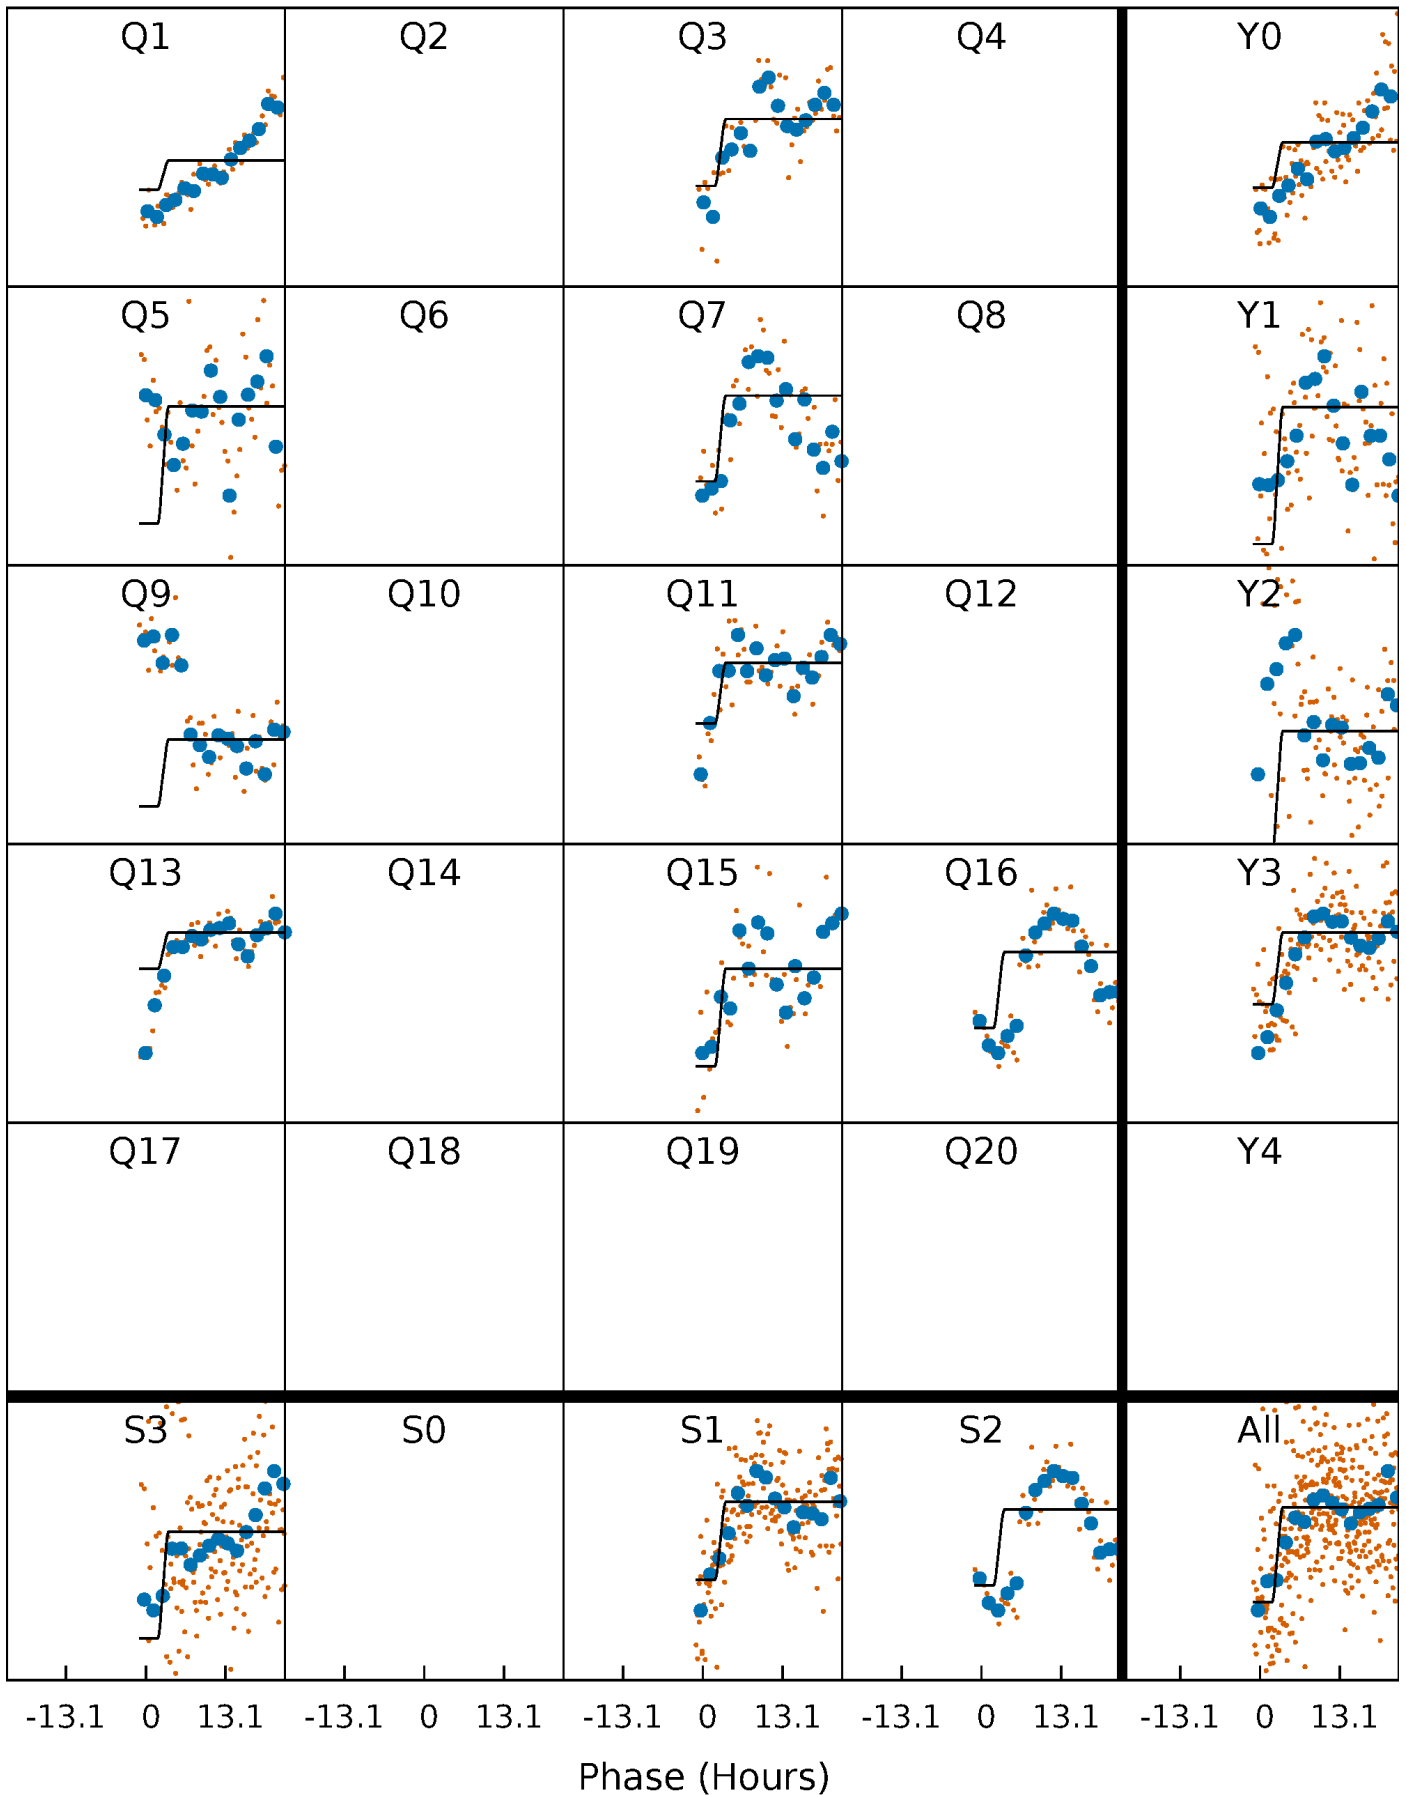 Q1 Q2 Q3 Q4 Y0
Q5 Q6 Q7 Q8 Y1
Q9 Q10 Q11 Q12 Y2
Q13 Q14 Q15 Q16 Y3
Q17 Q18 Q19 Q20 Y4
S3 S0 S1 S2 All
-13.1 0 13.1 -13.1 0 13.1 -13.1 0 13.1 -13.1 0 13.1 -13.1 0 13.1
Phase (Hours)